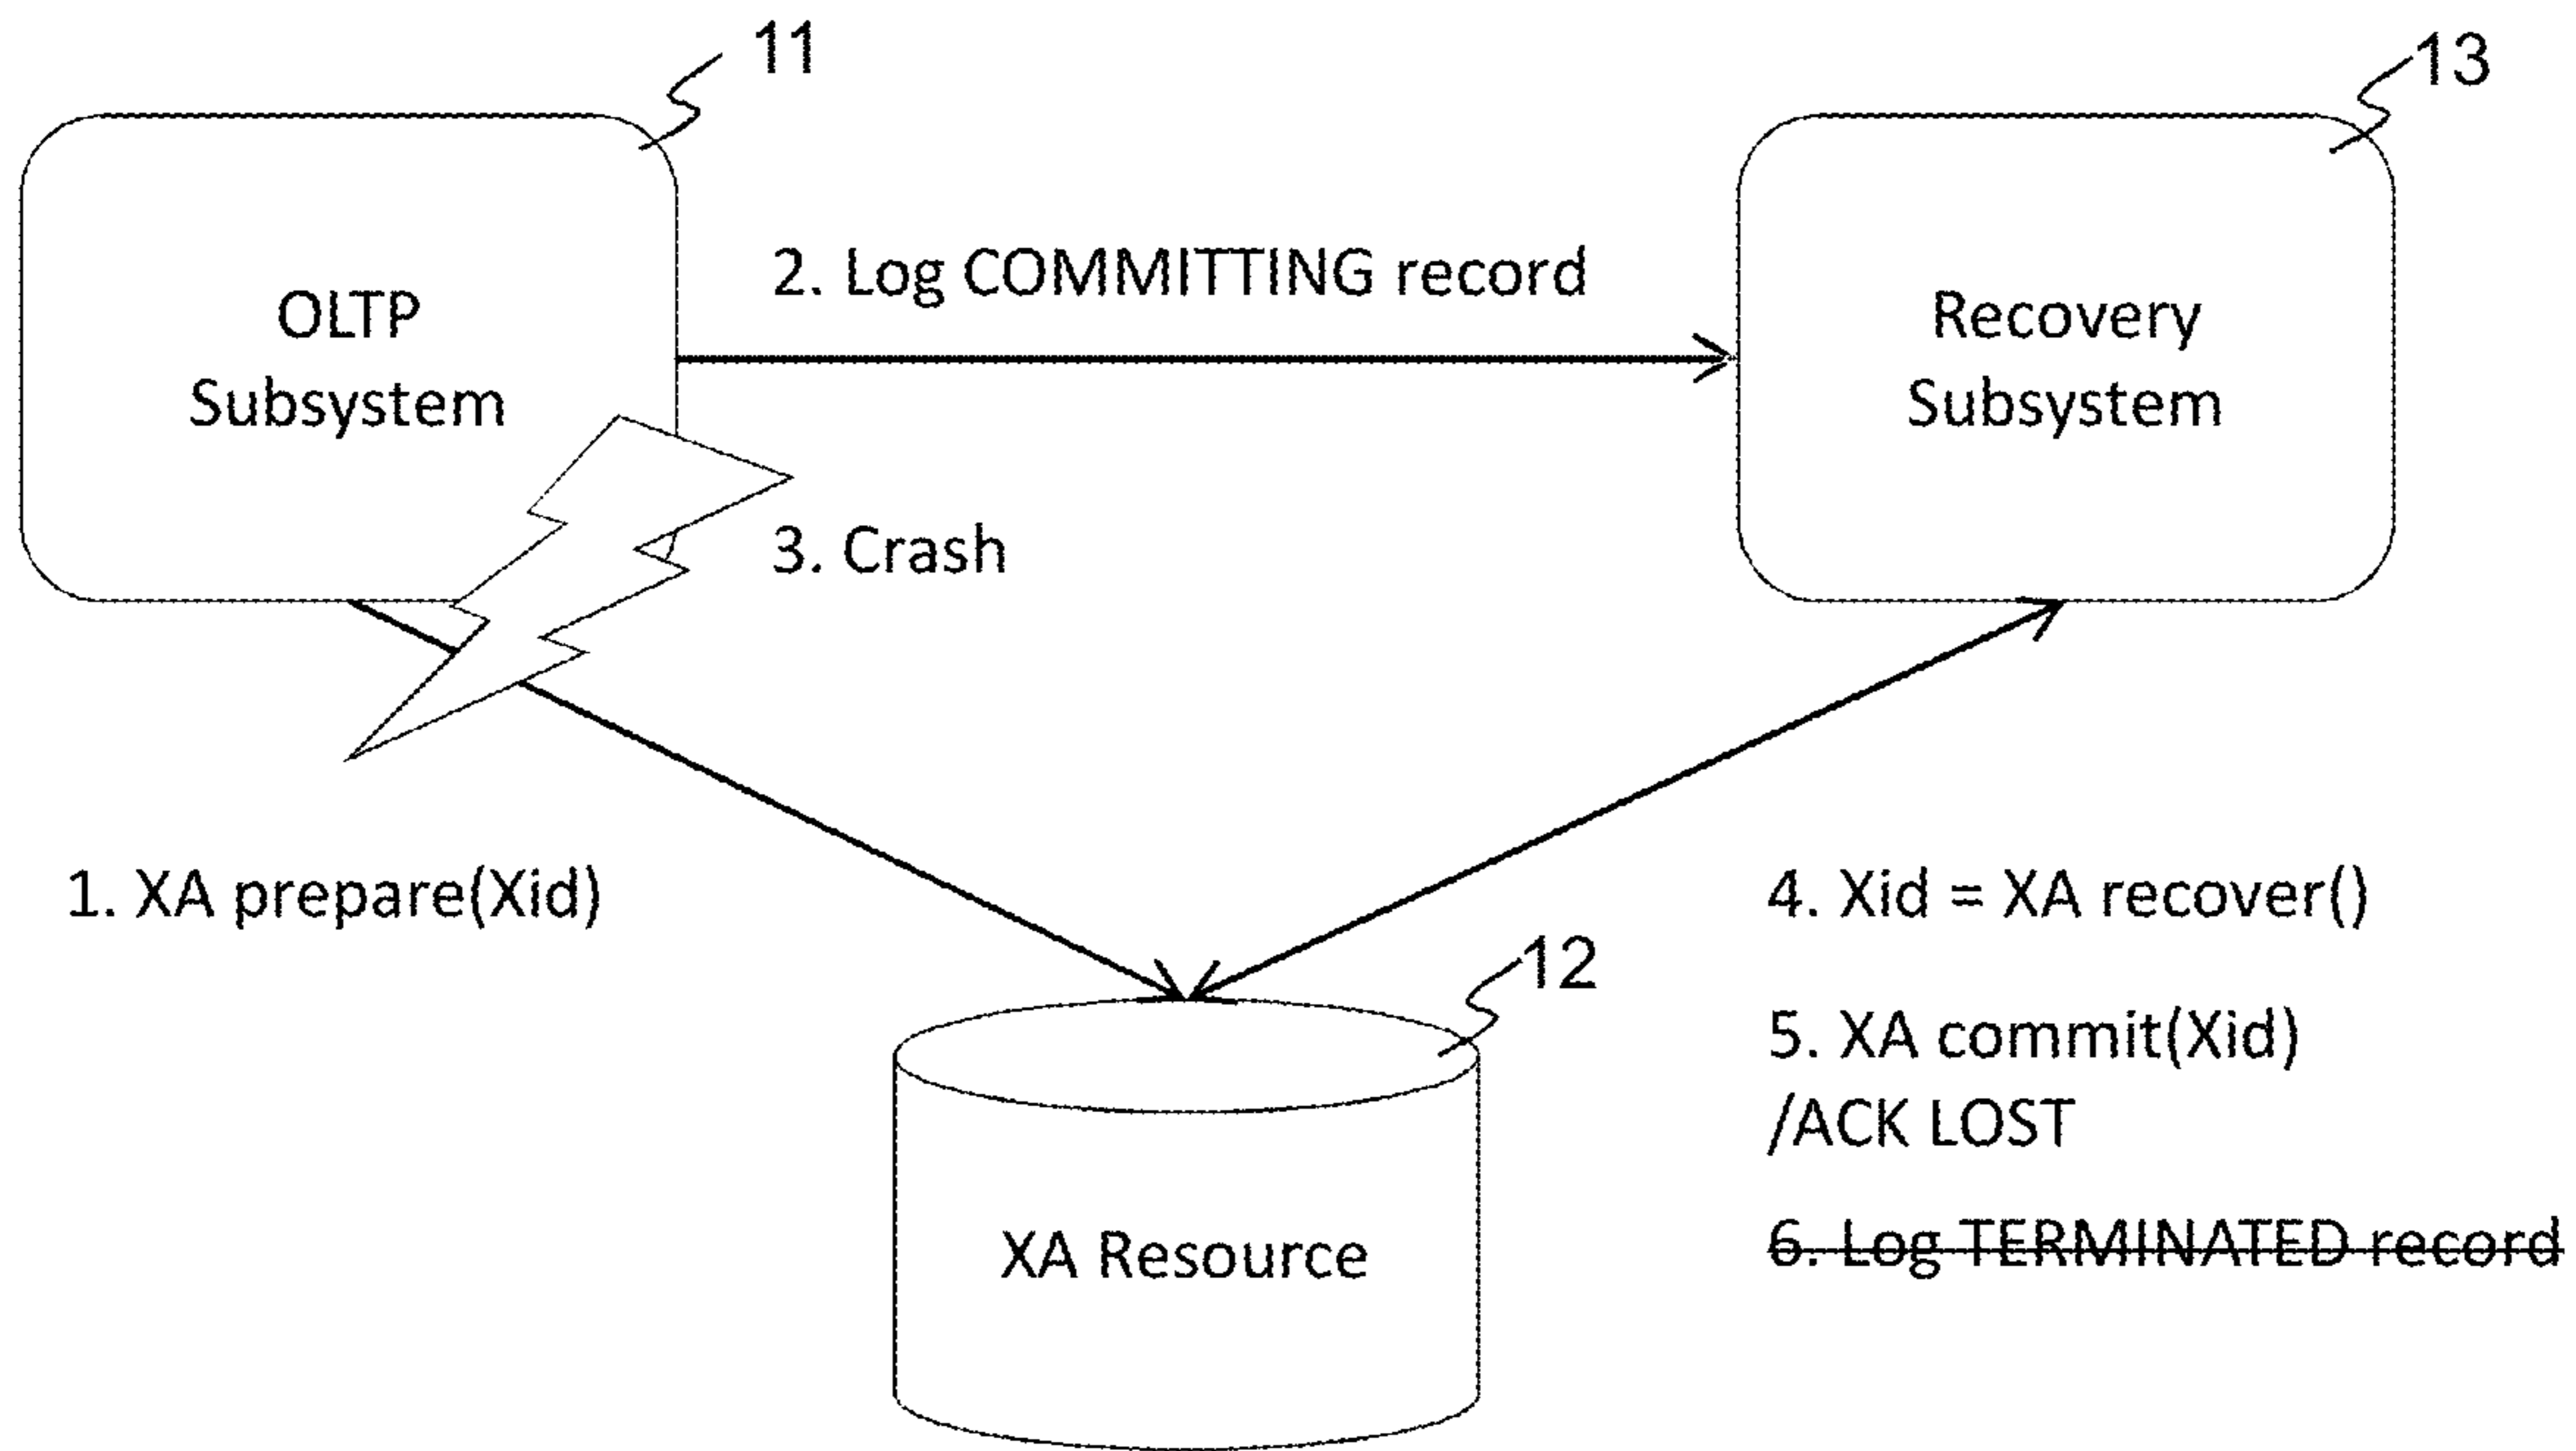 11
13
OLTP
Subsystem
2. Log COMMITTING record
Recovery
Subsystem
3. Crash
1. XA prepare(Xid)
4. Xid = XA recover()
12
5. XA commit(Xid)
/ACK LOST
6. Log TERMINATED record
XA Resource